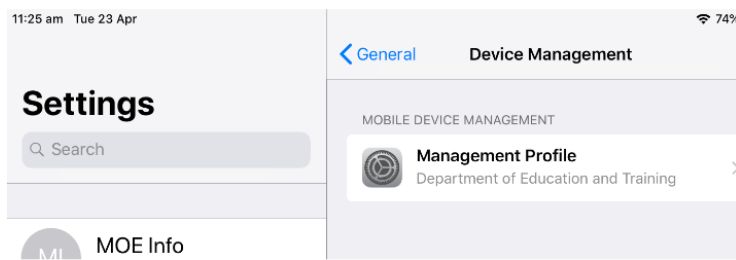 11:25 am Tue 23 Apr
74%
General
Device Management
Settings
Search
MOBILE DEVICE MANAGEMENT
Management Profile
Department of Education and Training
MI
MOE Info